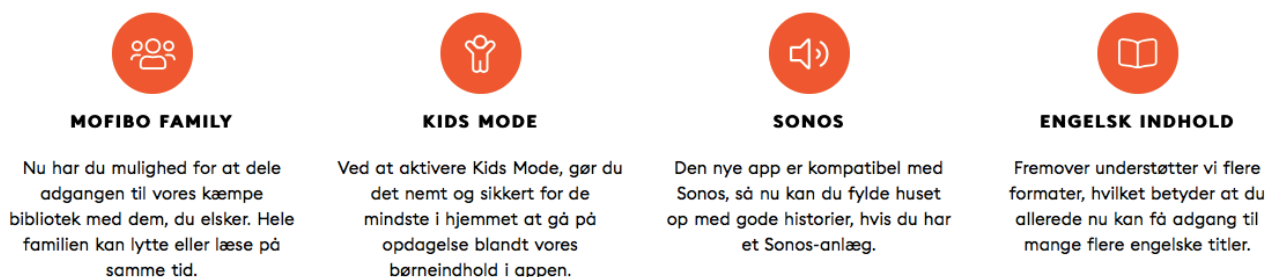 MOFIBO FAMILY
Nu har du mulighed for at dele
adgangen til vores kæmpe
bibliotek med dem, du elsker. Hele
familien kan lytte eller læse på
samme tid.
KIDS MODE
Ved at aktivere Kids Mode, gør du
det nemt og sikkert for de
mindste i hjemmet at gå på
opdagelse blandt vores
børneindhold i appen.
SONOS
Den nye app er kompatibel med
Sonos, så nu kan du fylde huset
op med gode historier, hvis du har
et Sonos-anlæg.
ENGELSK INDHOLD
Fremover understøtter vi flere
formater, hvilket betyder at du
allerede nu kan få adgang til
mange flere engelske titler.